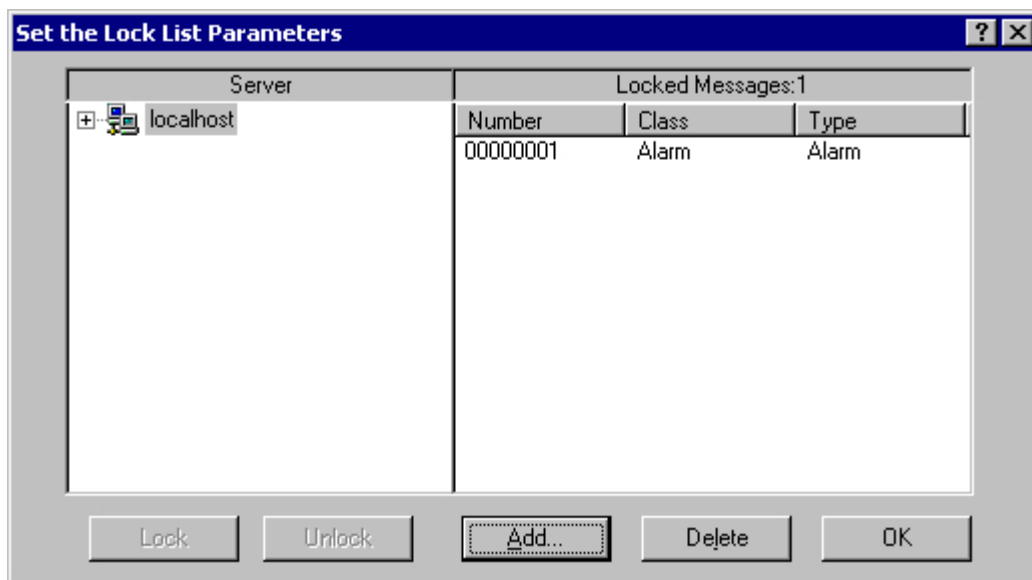 Set the Lock List Parameters
Server
Locked Messages:1
localhost
Number Class Type
00000001 Alarm Alarm
Lock Unlock Add... Delete OK